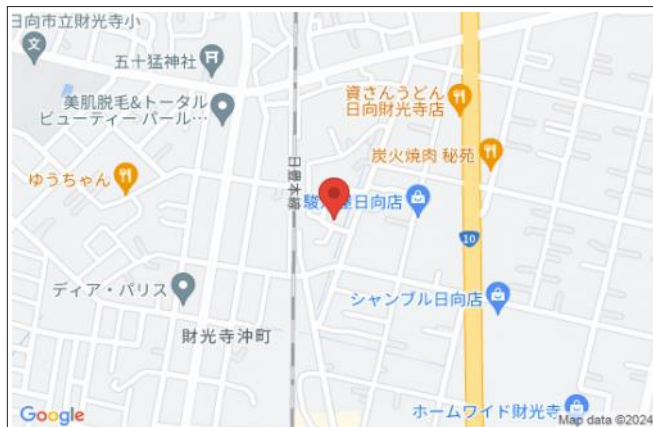 日向市立財光寺小
五十猛神社
美肌脱毛&トータル
ビューティー パール…
資さんうどん
日向財光寺店
炭火焼肉 秘苑
ゆうちゃん
日豊本線
日向店
10
シャンブル日向店
ディア・パリス
財光寺沖町
ホームワイド財光寺
Google
Map data ©2024